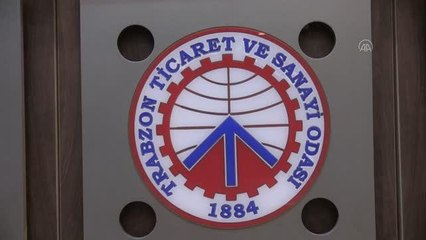 TRABZON TİCARET VE SANAYİ ODASI
1884